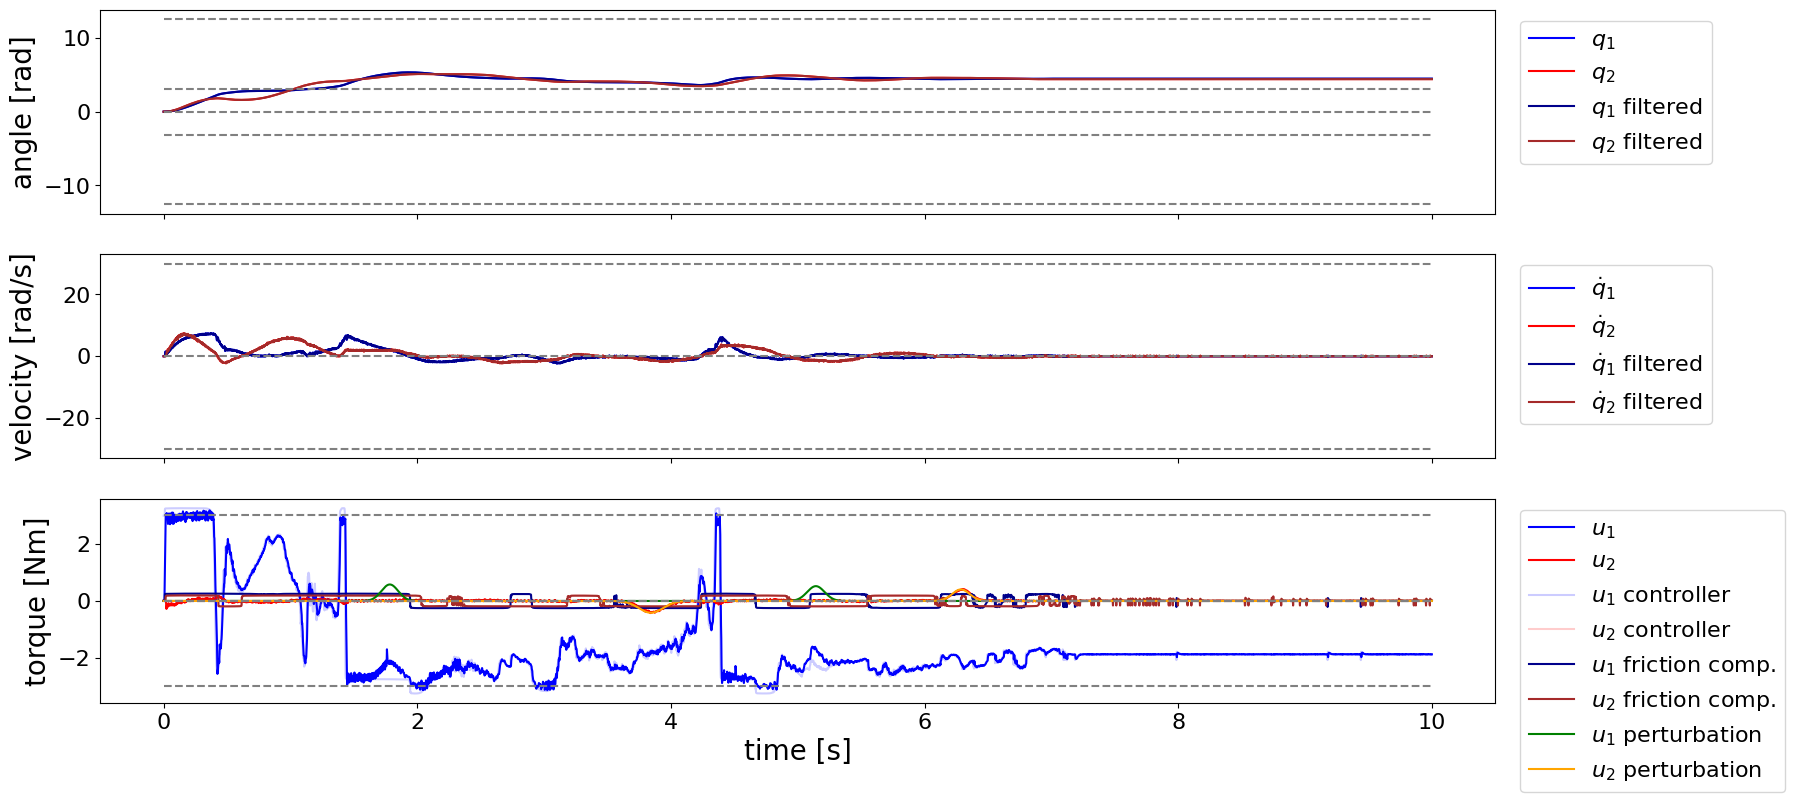 angle [rad]
10
0
−10
q₁
q₂
q₁ filtered
q₂ filtered
velocity [rad/s]
20
0
−20
q̇₁
q̇₂
q̇₁ filtered
q̇₂ filtered
torque [Nm]
2
0
−2
0 2 4 6 8 10
time [s]
u₁
u₂
u₁ controller
u₂ controller
u₁ friction comp.
u₂ friction comp.
u₁ perturbation
u₂ perturbation